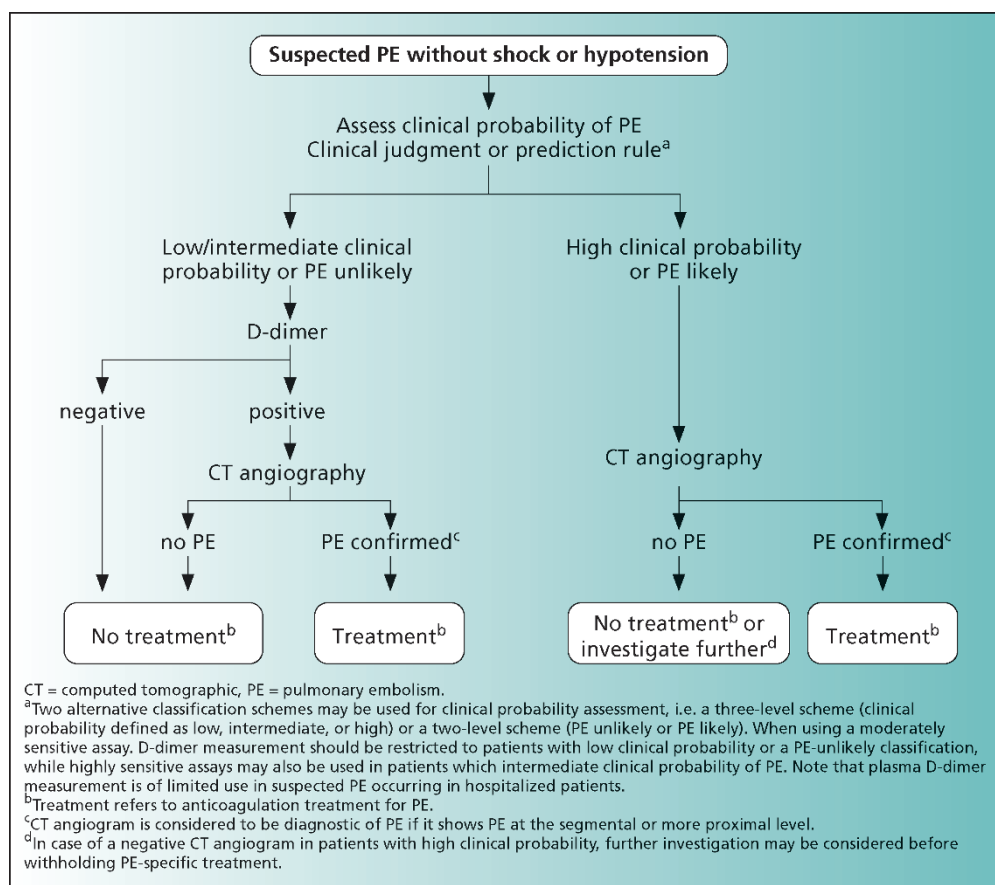 Suspected PE without shock or hypotension
Assess clinical probability of PE
Clinical judgment or prediction ruleᵃ
Low/intermediate clinical
probability or PE unlikely
High clinical probability
or PE likely
D-dimer
negative
positive
CT angiography
CT angiography
no PE
PE confirmedᶜ
no PE
PE confirmedᶜ
No treatmentᵇ
Treatmentᵇ
No treatmentᵇ or
investigate furtherᵈ
Treatmentᵇ
CT = computed tomographic, PE = pulmonary embolism.
ᵃTwo alternative classification schemes may be used for clinical probability assessment, i.e. a three-level scheme (clinical
probability defined as low, intermediate, or high) or a two-level scheme (PE unlikely or PE likely). When using a moderately
sensitive assay. D-dimer measurement should be restricted to patients with low clinical probability or a PE-unlikely classification,
while highly sensitive assays may also be used in patients which intermediate clinical probability of PE. Note that plasma D-dimer
measurement is of limited use in suspected PE occurring in hospitalized patients.
ᵇTreatment refers to anticoagulation treatment for PE.
ᶜCT angiogram is considered to be diagnostic of PE if it shows PE at the segmental or more proximal level.
ᵈIn case of a negative CT angiogram in patients with high clinical probability, further investigation may be considered before
withholding PE-specific treatment.